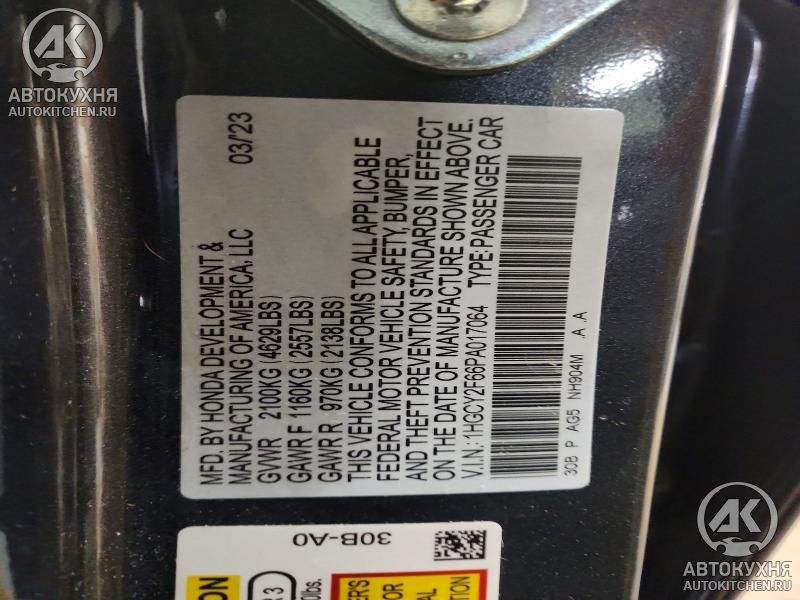 MFD. BY HONDA DEVELOPMENT &
MANUFACTURING OF AMERICA, LLC 03/'23
GVWR 2100KG (4629LBS)
GAWR F 1160KG (2557LBS)
GAWR R 970KG (2138LBS)
THIS VEHICLE CONFORMS TO ALL APPLICABLE
FEDERAL MOTOR VEHICLE SAFETY, BUMPER,
AND THEFT PREVENTION STANDARDS IN EFFECT
ON THE DATE OF MANUFACTURE SHOWN ABOVE.
V.I.N.: 1HGCY2F66PA017064 TYPE: PASSENGER CAR
30B P AG5 NH904M .A .A
30B-A0
АК
АВТОКУХНЯ
AUTOKITCHEN.RU
АК
АВТОКУХНЯ
AUTOKITCHEN.RU